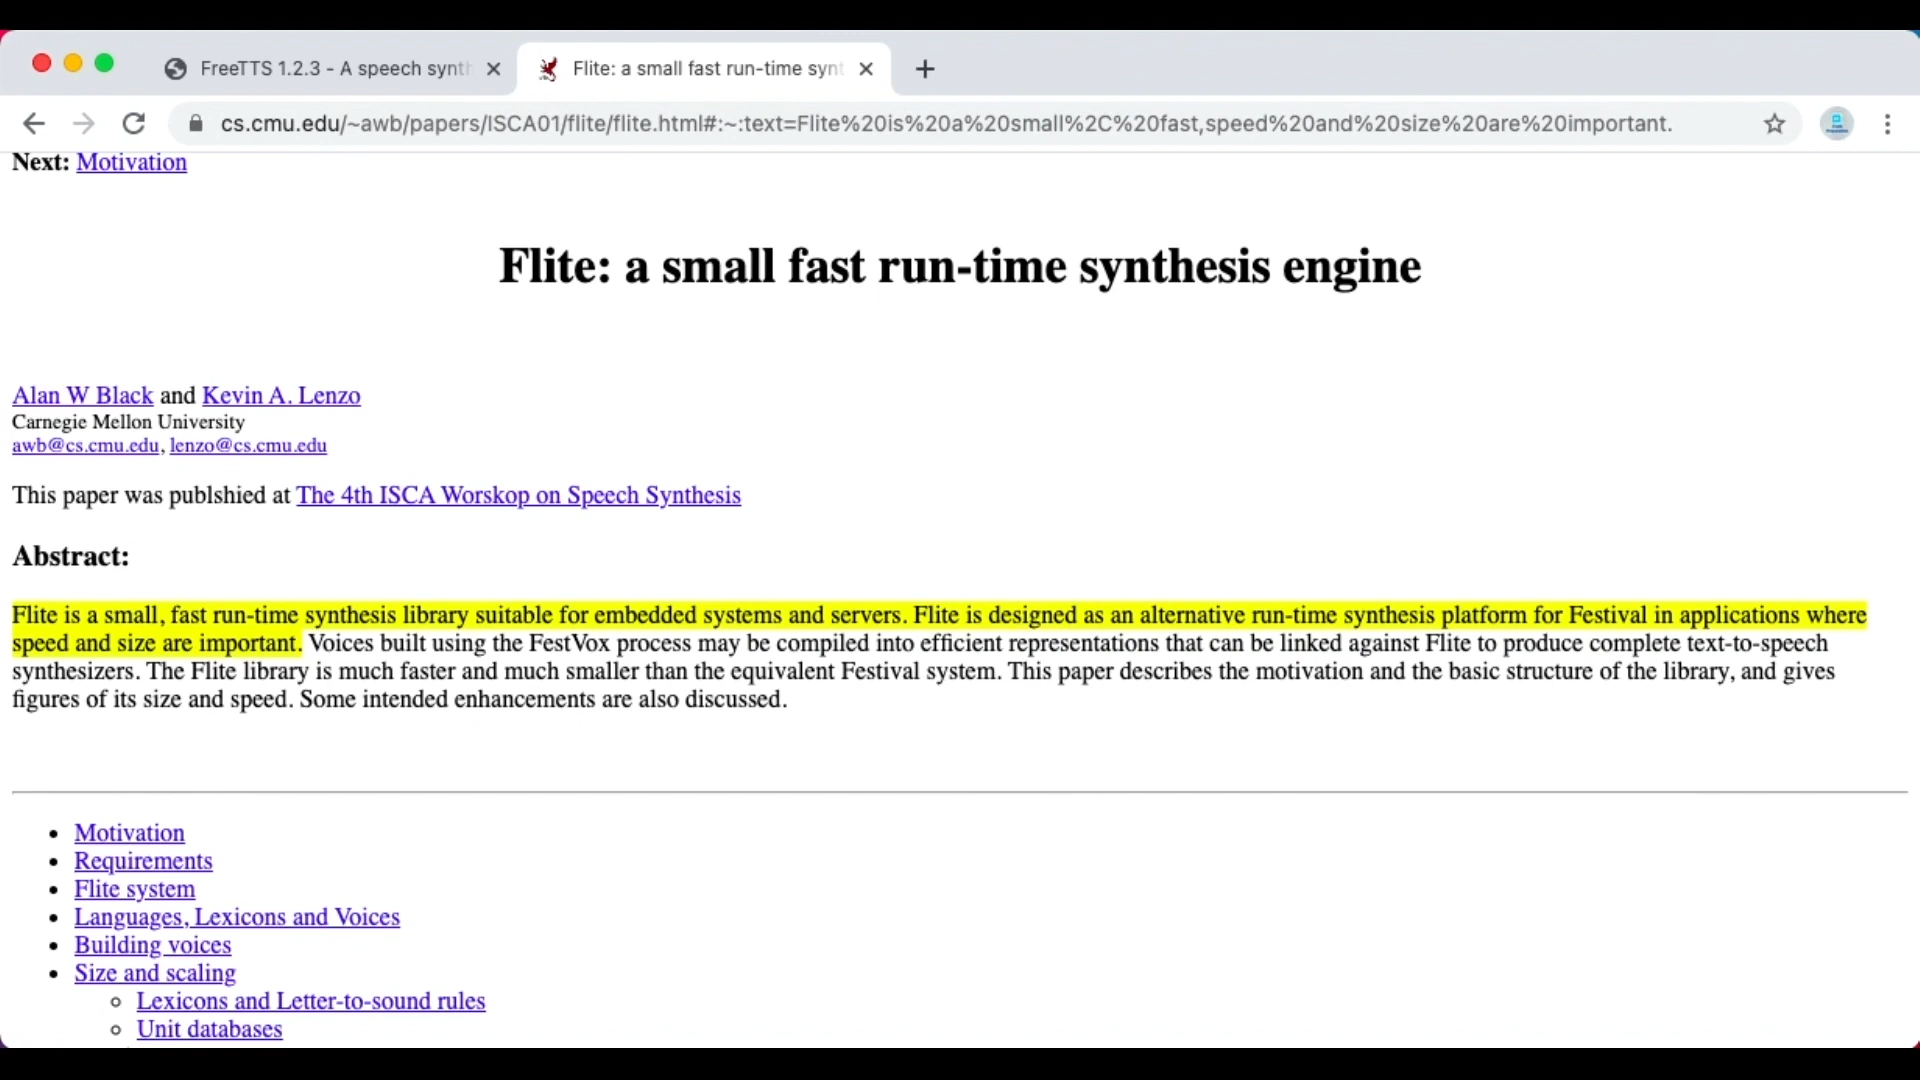 FreeTTS 1.2.3 - A speech synth
Flite: a small fast run-time synt
cs.cmu.edu/~awb/papers/ISCA01/flite/flite.html#:~:text=Flite%20is%20a%20small%2C%20fast,speed%20and%20size%20are%20important.
Next: Motivation
Flite: a small fast run-time synthesis engine
Alan W Black and Kevin A. Lenzo
Carnegie Mellon University
awb@cs.cmu.edu, lenzo@cs.cmu.edu
This paper was publshied at The 4th ISCA Worskop on Speech Synthesis
Abstract:
Flite is a small, fast run-time synthesis library suitable for embedded systems and servers. Flite is designed as an alternative run-time synthesis platform for Festival in applications where
speed and size are important. Voices built using the FestVox process may be compiled into efficient representations that can be linked against Flite to produce complete text-to-speech
synthesizers. The Flite library is much faster and much smaller than the equivalent Festival system. This paper describes the motivation and the basic structure of the library, and gives
figures of its size and speed. Some intended enhancements are also discussed.
Motivation
Requirements
Flite system
Languages, Lexicons and Voices
Building voices
Size and scaling
Lexicons and Letter-to-sound rules
Unit databases